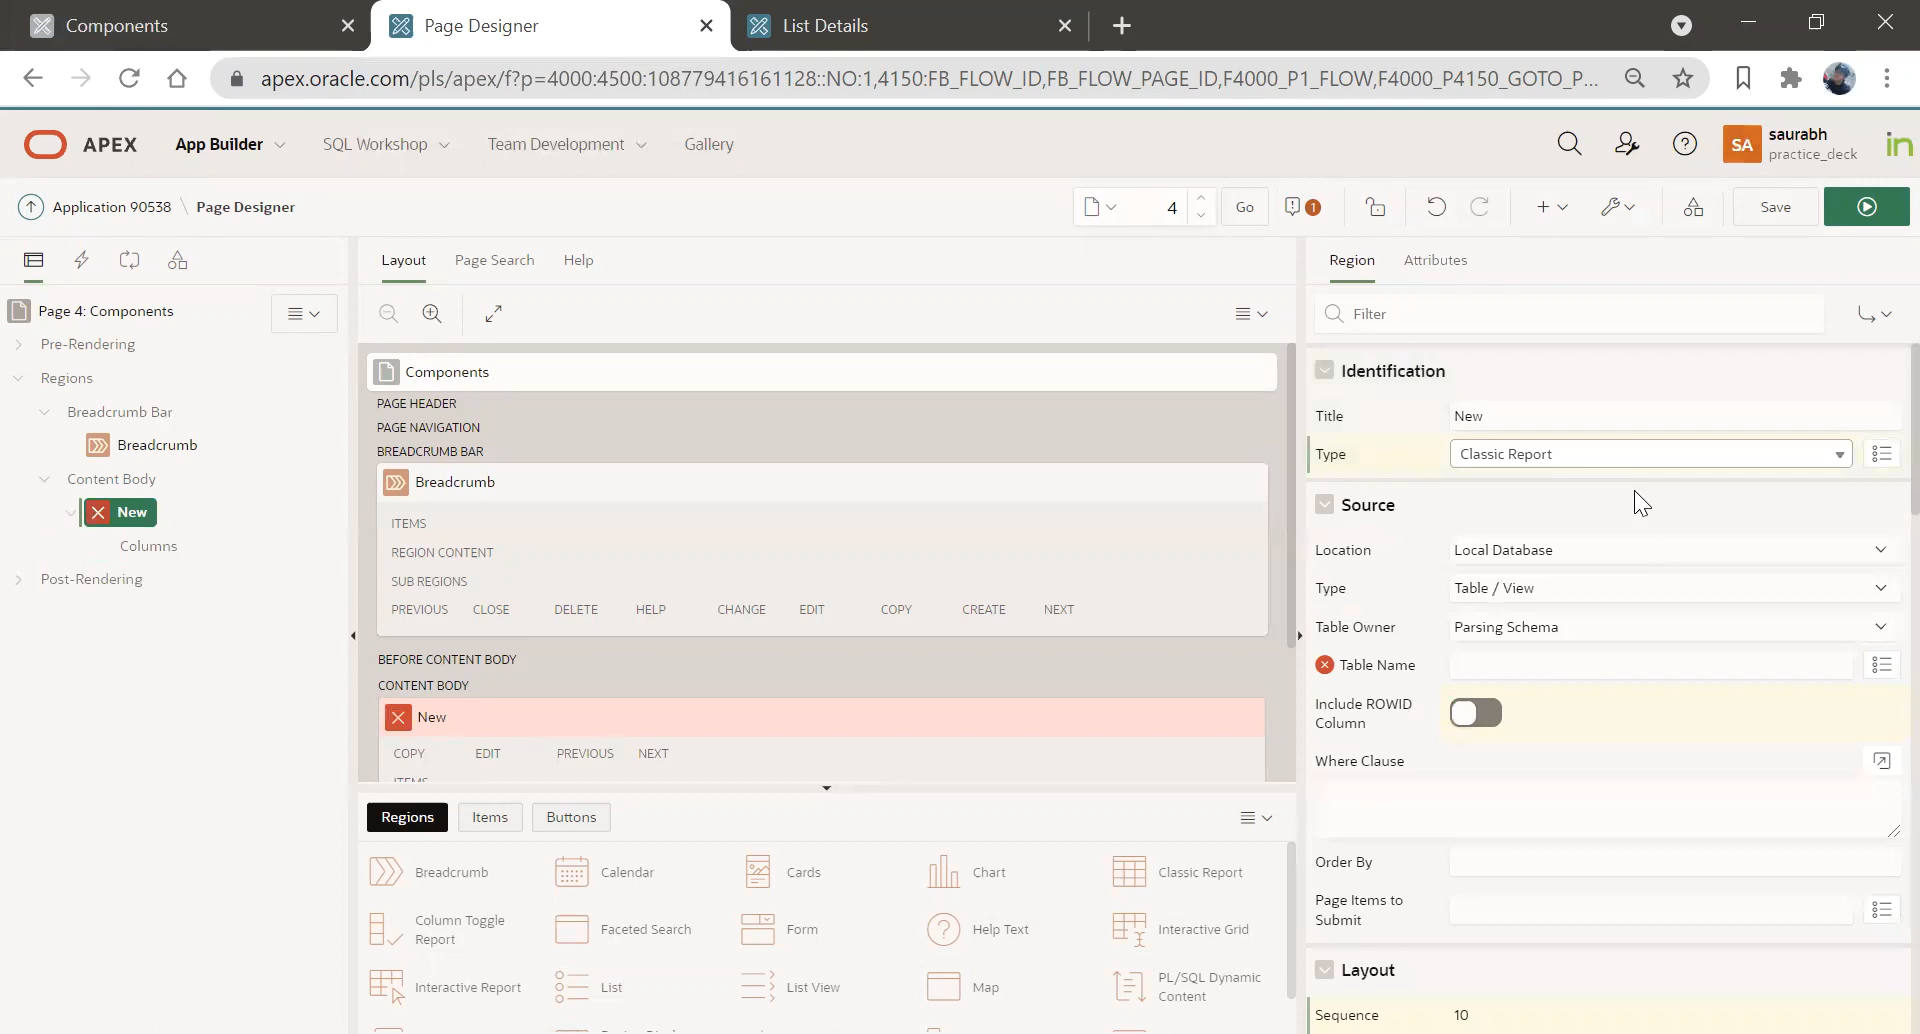 Components
Page Designer
List Details
apex.oracle.com/pls/apex/f?p=4000:4500:108779416161128::NO:1,4150:FB_FLOW_ID,FB_FLOW_PAGE_ID,F4000_P1_FLOW,F4000_P4150_GOTO_P...
APEX
App Builder
SQL Workshop
Team Development
Gallery
SA
saurabh
practice_deck
in
Application 90538 \ Page Designer
4
Go
1
Save
Page 4: Components
Pre-Rendering
Regions
Breadcrumb Bar
Breadcrumb
Content Body
New
Columns
Post-Rendering
Layout
Page Search
Help
Components
PAGE HEADER
PAGE NAVIGATION
BREADCRUMB BAR
Breadcrumb
ITEMS
REGION CONTENT
SUB REGIONS
PREVIOUS CLOSE DELETE HELP CHANGE EDIT COPY CREATE NEXT
BEFORE CONTENT BODY
CONTENT BODY
New
COPY EDIT PREVIOUS NEXT
ITEMS
Regions
Items
Buttons
Breadcrumb
Calendar
Cards
Chart
Classic Report
Column Toggle
Report
Faceted Search
Form
Help Text
Interactive Grid
Interactive Report
List
List View
Map
PL/SQL Dynamic
Content
Region
Attributes
Filter
Identification
Title New
Type Classic Report
Source
Location Local Database
Type Table / View
Table Owner Parsing Schema
Table Name
Include ROWID
Column
Where Clause
Order By
Page Items to
Submit
Layout
Sequence 10